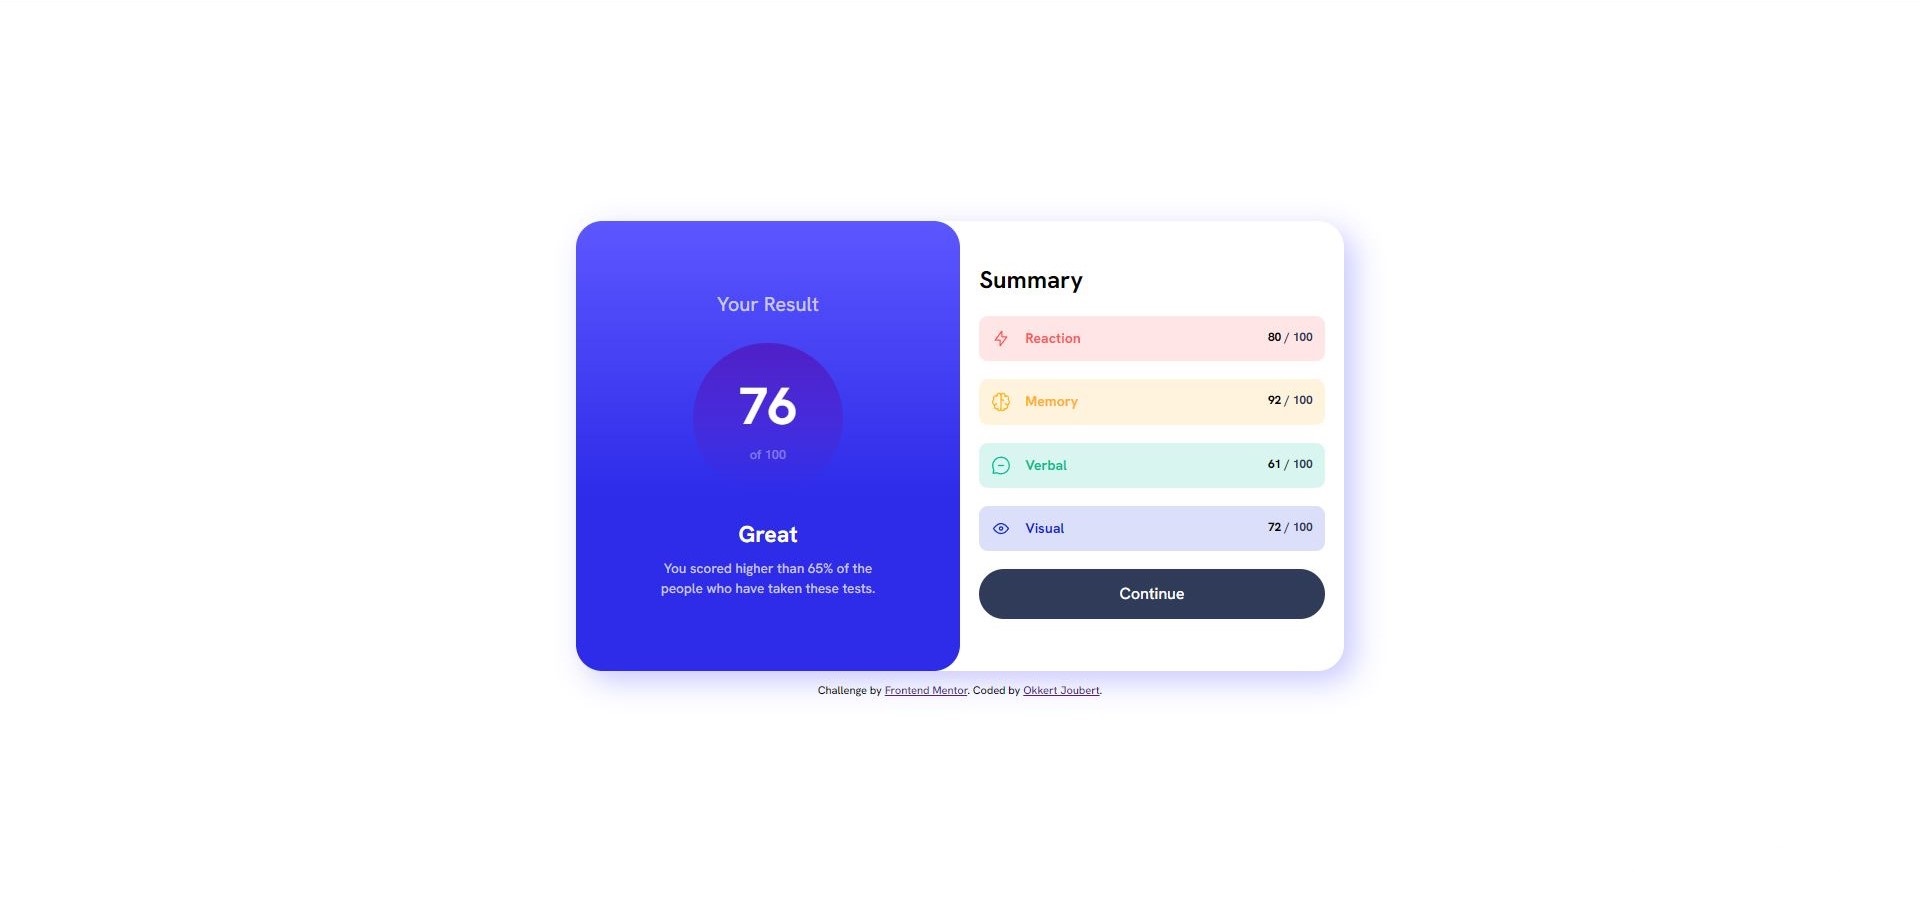 Your Result
76
of 100
Great
You scored higher than 65% of the
people who have taken these tests.
Summary
Reaction 80 / 100
Memory 92 / 100
Verbal 61 / 100
Visual 72 / 100
Continue
Challenge by Frontend Mentor. Coded by Okkert Joubert.